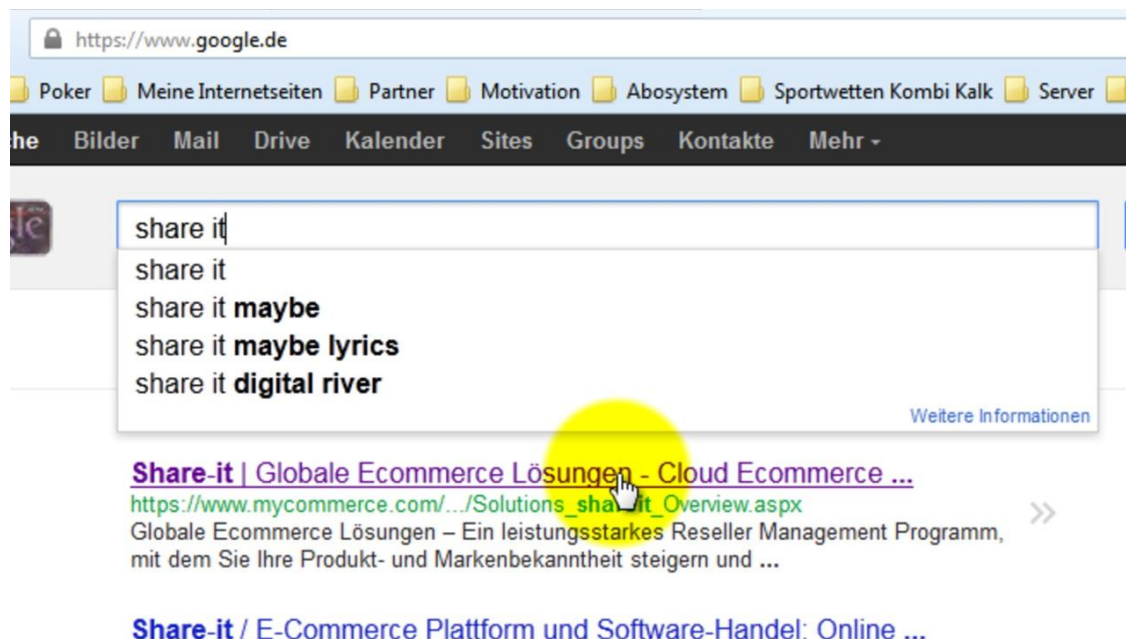 https://www.google.de
Poker Meine Internetseiten Partner Motivation Abosystem Sportwetten Kombi Kalk Server
he Bilder Mail Drive Kalender Sites Groups Kontakte Mehr
share it
share it
share it maybe
share it maybe lyrics
share it digital river
Weitere Informationen
Share-it | Globale Ecommerce Lösungen - Cloud Ecommerce ...
https://www.mycommerce.com/.../Solutions_shareit_Overview.aspx
Globale Ecommerce Lösungen – Ein leistungsstarkes Reseller Management Programm,
mit dem Sie Ihre Produkt- und Markenbekanntheit steigern und ...
Share-it / E-Commerce Plattform und Software-Handel: Online ...